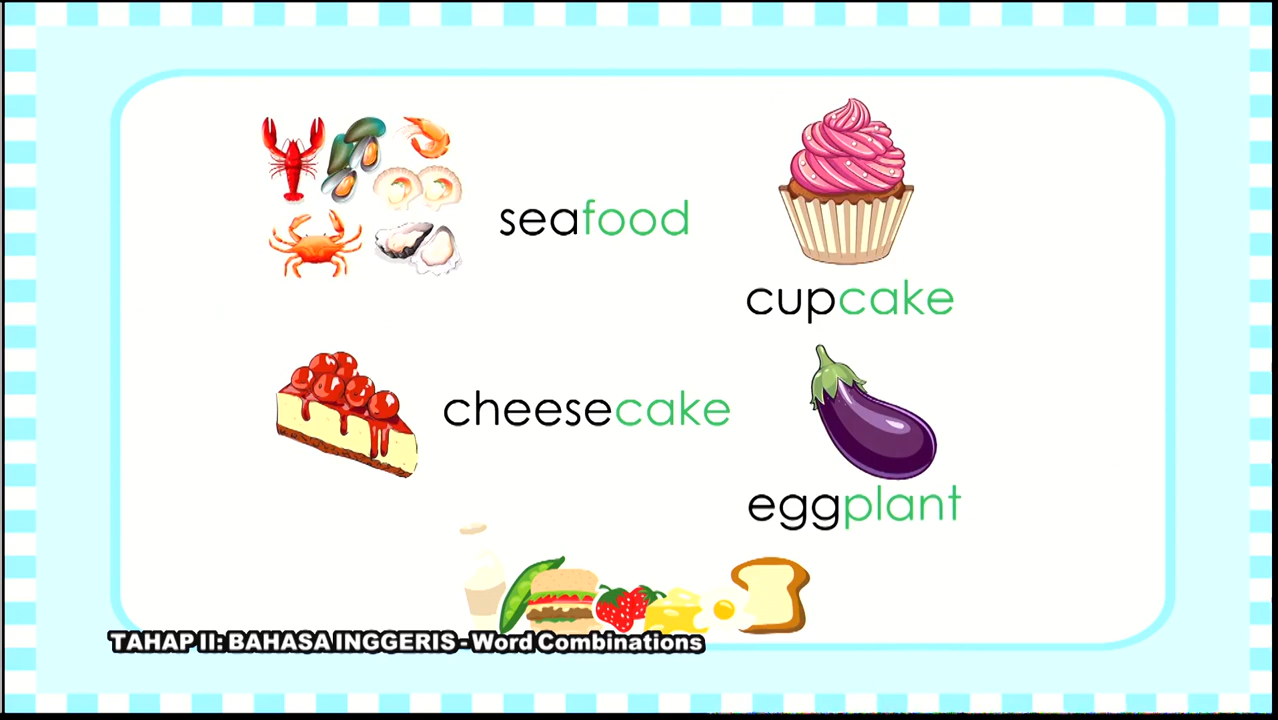 seafood
cupcake
cheesecake
eggplant
TAHAP II: BAHASA INGGERIS - Word Combinations